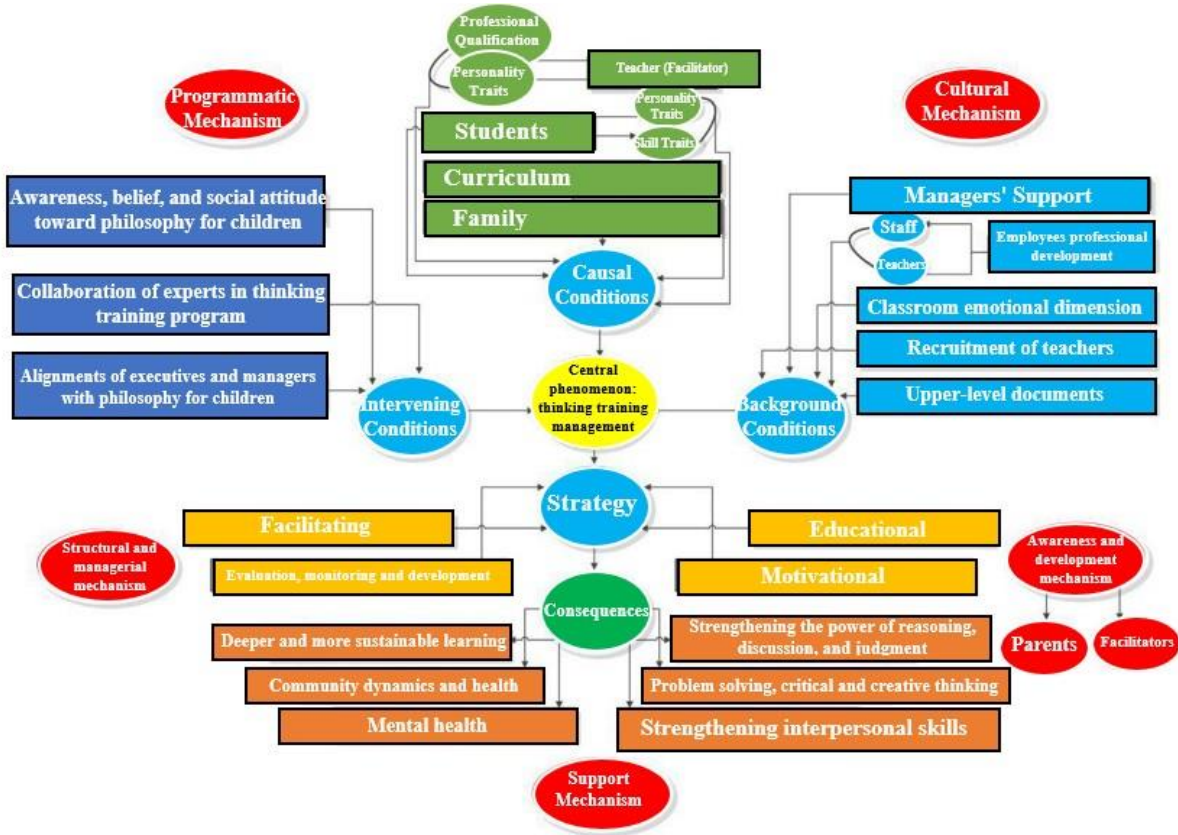 Professional
Qualification
Personality
Traits
Teacher (Facilitator)
Programmatic
Mechanism
Cultural
Mechanism
Personality
Traits
Students
Skill Traits
Curriculum
Family
Awareness, belief, and social attitude
toward philosophy for children
Managers' Support
Staff
Teachers
Employees professional
development
Causal
Conditions
Collaboration of experts in thinking
training program
Classroom emotional dimension
Recruitment of teachers
Alignments of executives and managers
with philosophy for children
Upper-level documents
Intervening
Conditions
Central
phenomenon:
thinking training
management
Background
Conditions
Strategy
Facilitating
Educational
Structural and
managerial
mechanism
Evaluation, monitoring and development
Motivational
Awareness and
development
mechanism
Parents
Facilitators
Consequences
Deeper and more sustainable learning
Strengthening the power of reasoning,
discussion, and judgment
Community dynamics and health
Problem solving, critical and creative thinking
Mental health
Strengthening interpersonal skills
Support
Mechanism